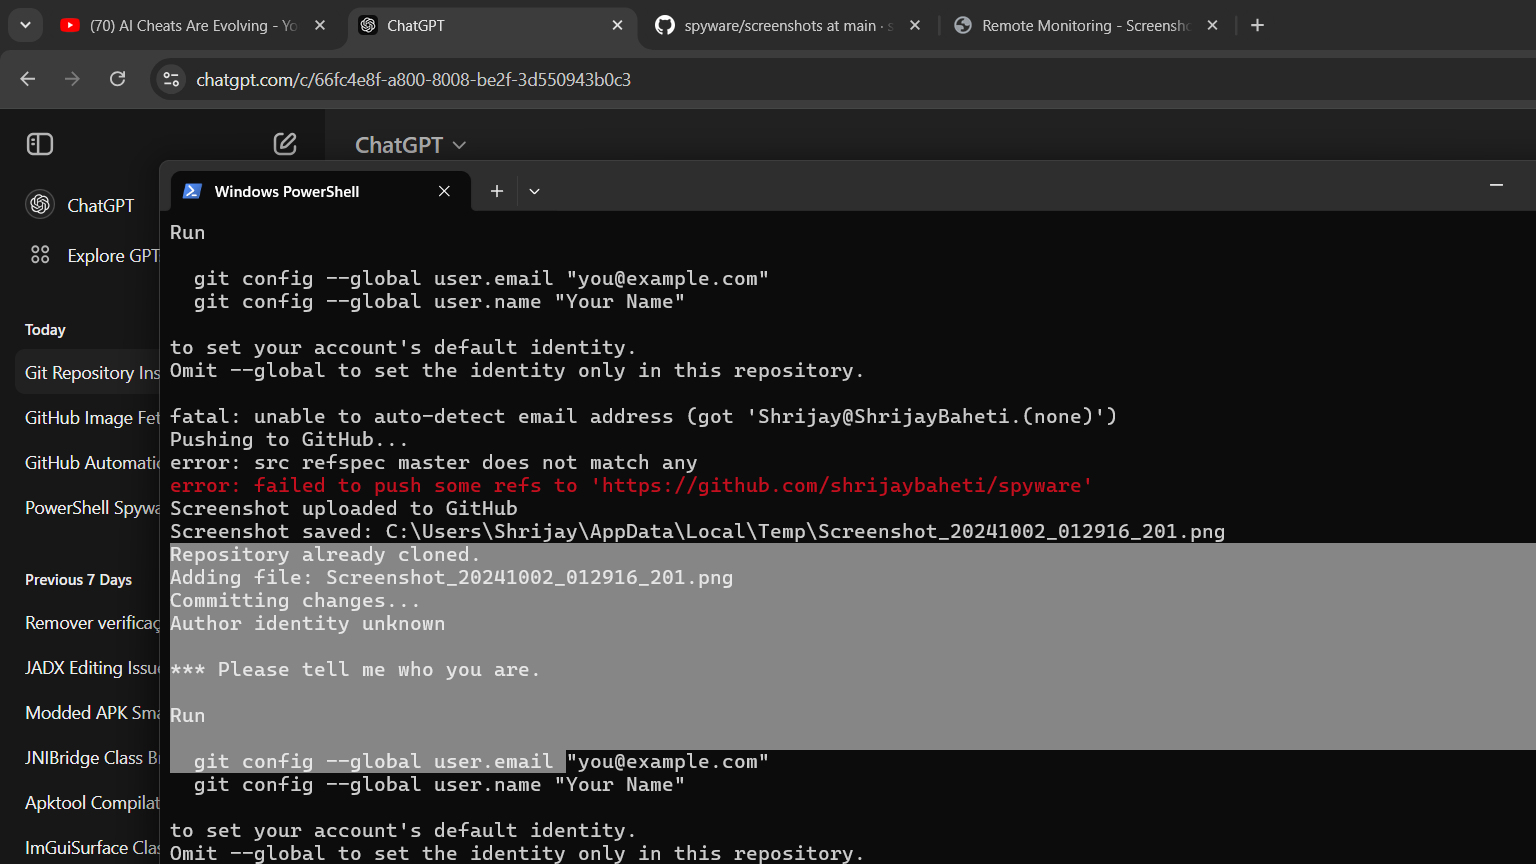 (70) AI Cheats Are Evolving - Yo
ChatGPT
spyware/screenshots at main · s
Remote Monitoring - Screensho
chatgpt.com/c/66fc4e8f-a800-8008-be2f-3d550943b0c3
ChatGPT
ChatGPT
Explore GPT
Today
Git Repository Ins
GitHub Image Fet
GitHub Automatic
PowerShell Spywa
Previous 7 Days
Remover verificaç
JADX Editing Issue
Modded APK Sma
JNIBridge Class B
Apktool Compilat
ImGuiSurface Clas
Windows PowerShell
Run
git config --global user.email "you@example.com"
git config --global user.name "Your Name"
to set your account's default identity.
Omit --global to set the identity only in this repository.
fatal: unable to auto-detect email address (got 'Shrijay@ShrijayBaheti.(none)')
Pushing to GitHub...
error: src refspec master does not match any
error: failed to push some refs to 'https://github.com/shrijaybaheti/spyware'
Screenshot uploaded to GitHub
Screenshot saved: C:\Users\Shrijay\AppData\Local\Temp\Screenshot_20241002_012916_201.png
Repository already cloned.
Adding file: Screenshot_20241002_012916_201.png
Committing changes...
Author identity unknown
*** Please tell me who you are.
Run
git config --global user.email "you@example.com"
git config --global user.name "Your Name"
to set your account's default identity.
Omit --global to set the identity only in this repository.